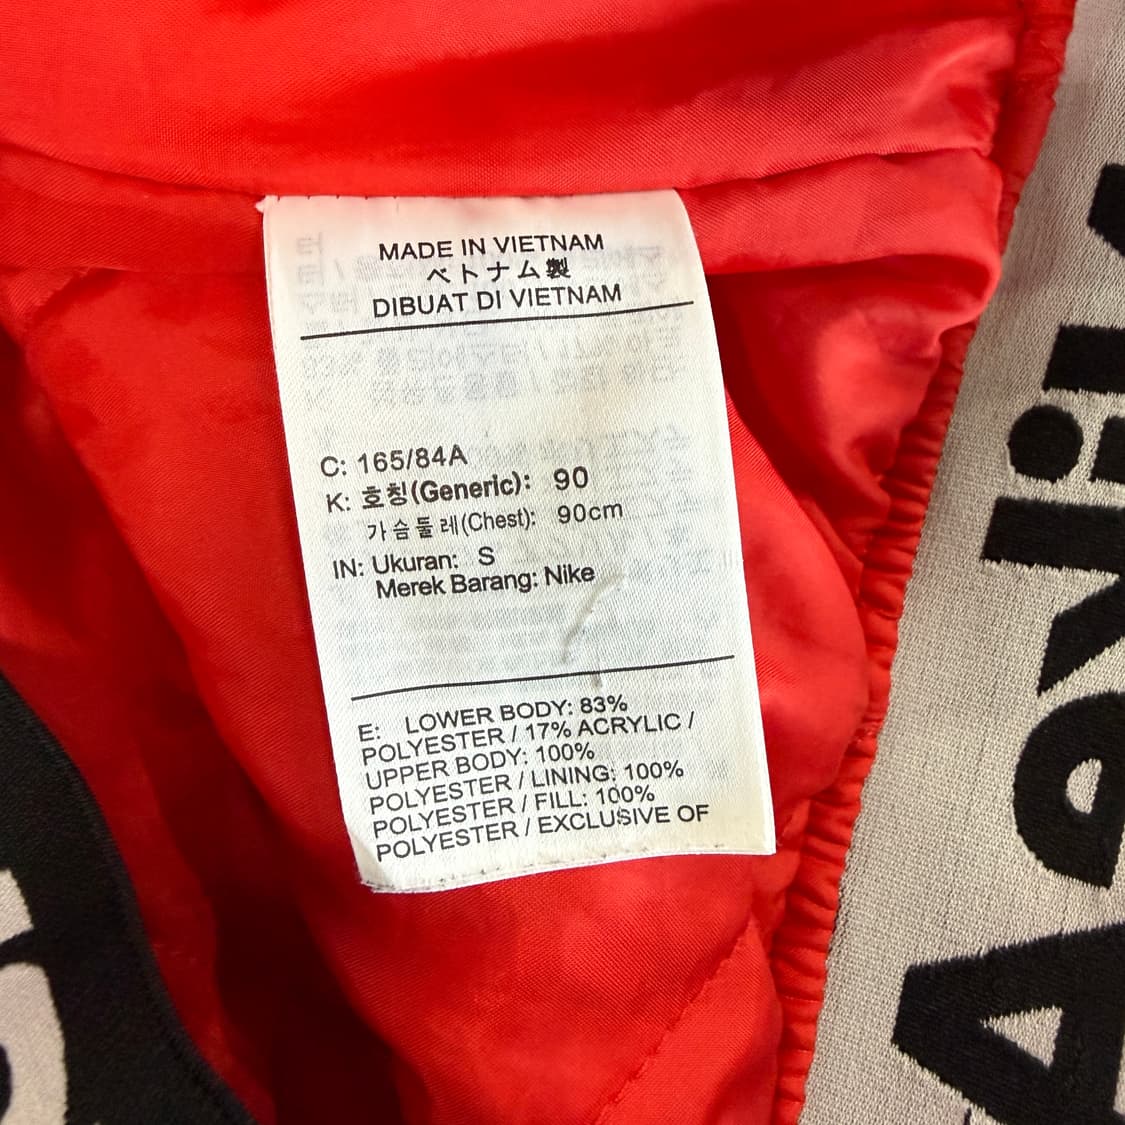 MADE IN VIETNAM
ベトナム製
DIBUAT DI VIETNAM
C: 165/84A
K: 호칭(Generic): 90
가슴둘레(Chest): 90cm
IN: Ukuran: S
Merek Barang: Nike
E: LOWER BODY: 83%
POLYESTER / 17% ACRYLIC /
UPPER BODY: 100%
POLYESTER / LINING: 100%
POLYESTER / FILL: 100%
POLYESTER / EXCLUSIVE OF